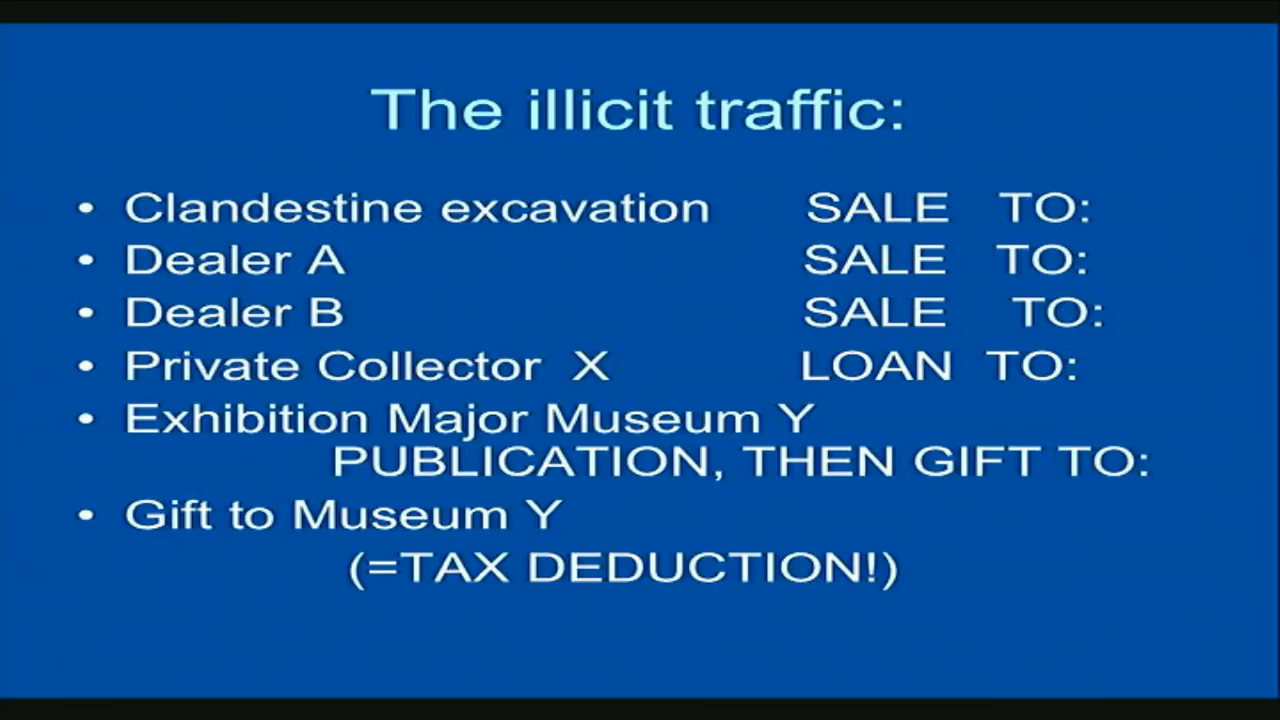 The illicit traffic:
• Clandestine excavation SALE TO:
• Dealer A SALE TO:
• Dealer B SALE TO:
• Private Collector X LOAN TO:
• Exhibition Major Museum Y
PUBLICATION, THEN GIFT TO:
• Gift to Museum Y
(=TAX DEDUCTION!)